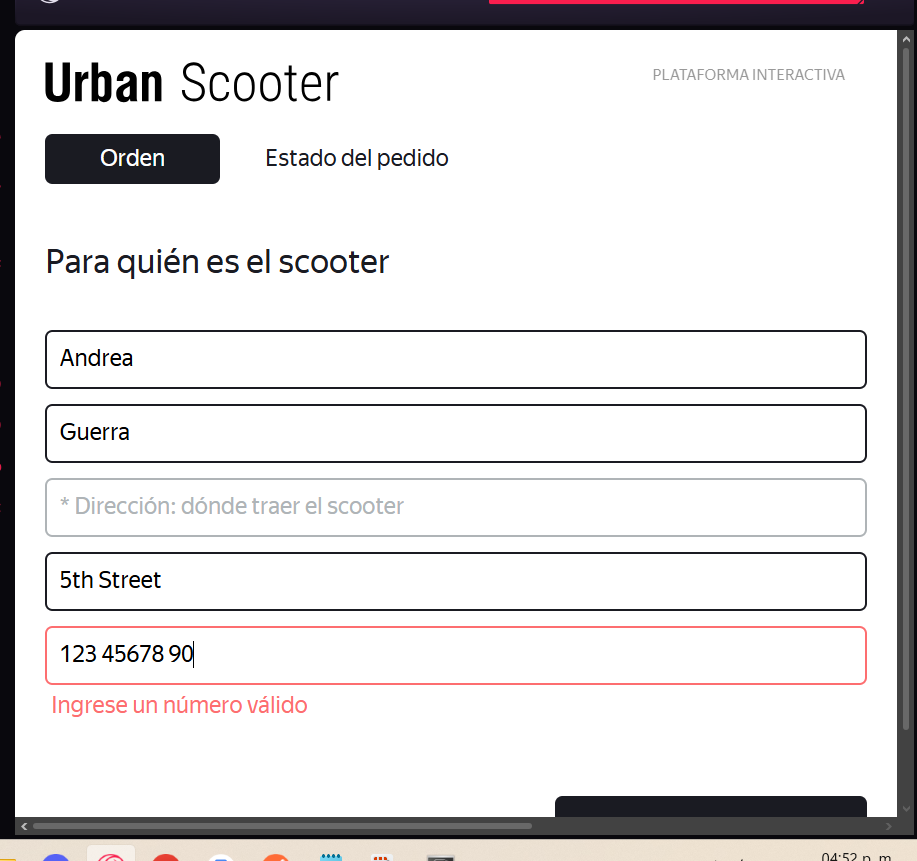 Urban Scooter
PLATAFORMA INTERACTIVA
Orden
Estado del pedido
Para quién es el scooter
Andrea
Guerra
* Dirección: dónde traer el scooter
5th Street
123 45678 90
Ingrese un número válido
04:52 p. m.